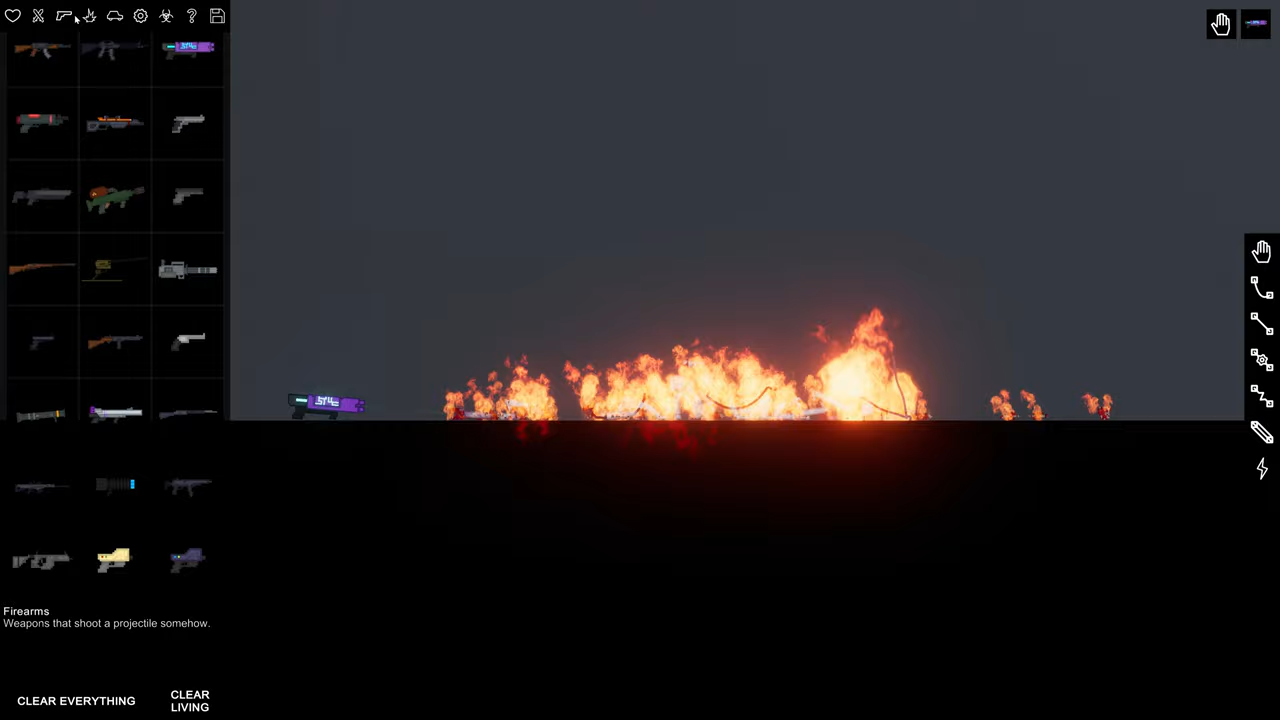 Firearms
Weapons that shoot a projectile somehow.
CLEAR EVERYTHING
CLEAR
LIVING